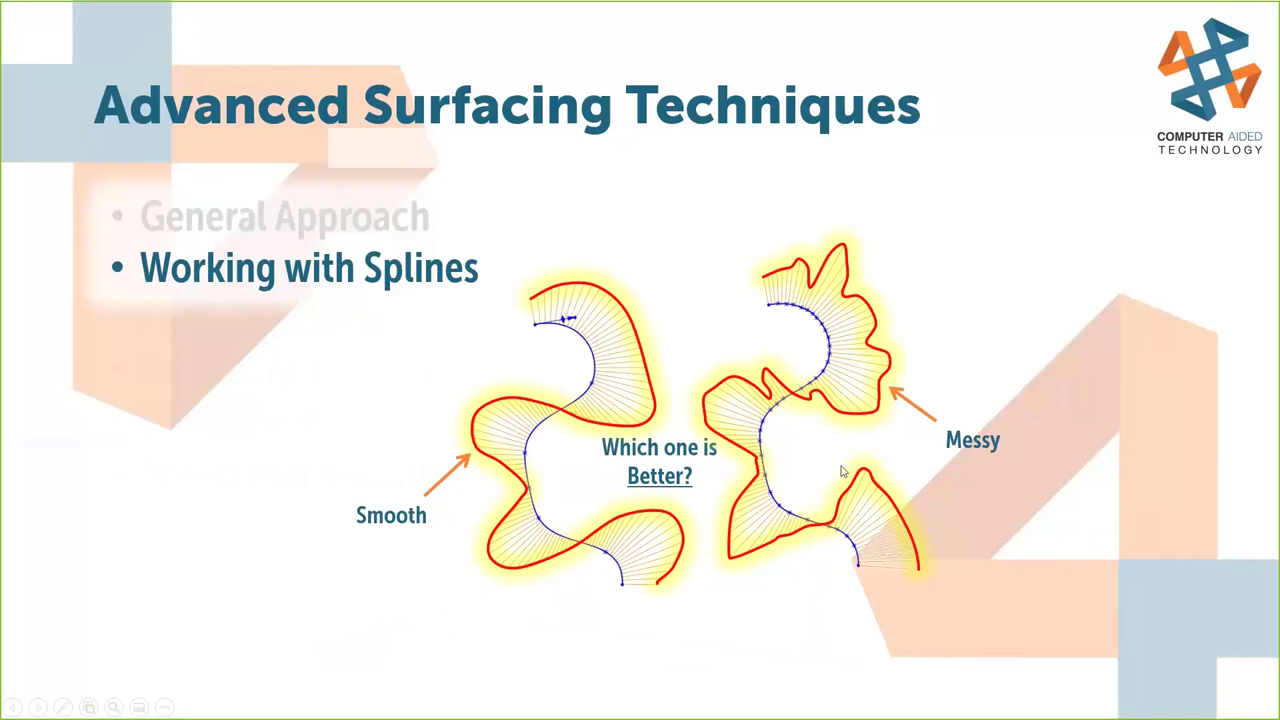 Advanced Surfacing Techniques
COMPUTER AIDED
TECHNOLOGY
• General Approach
• Working with Splines
Which one is
Better?
Messy
Smooth